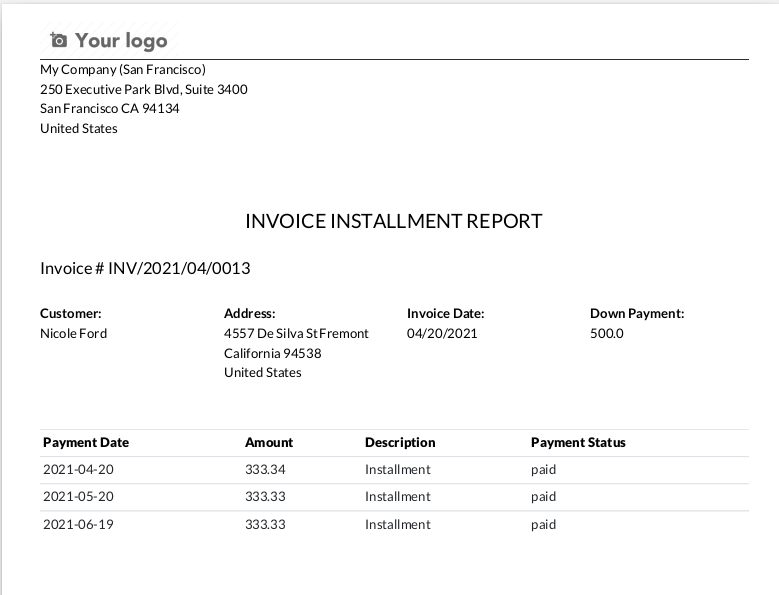 Your logo
My Company (San Francisco)
250 Executive Park Blvd, Suite 3400
San Francisco CA 94134
United States
INVOICE INSTALLMENT REPORT
Invoice # INV/2021/04/0013
Customer: Address: Invoice Date: Down Payment:
Nicole Ford 4557 De Silva St Fremont 04/20/2021 500.0
California 94538
United States
Payment Date Amount Description Payment Status
2021-04-20 333.34 Installment paid
2021-05-20 333.33 Installment paid
2021-06-19 333.33 Installment paid